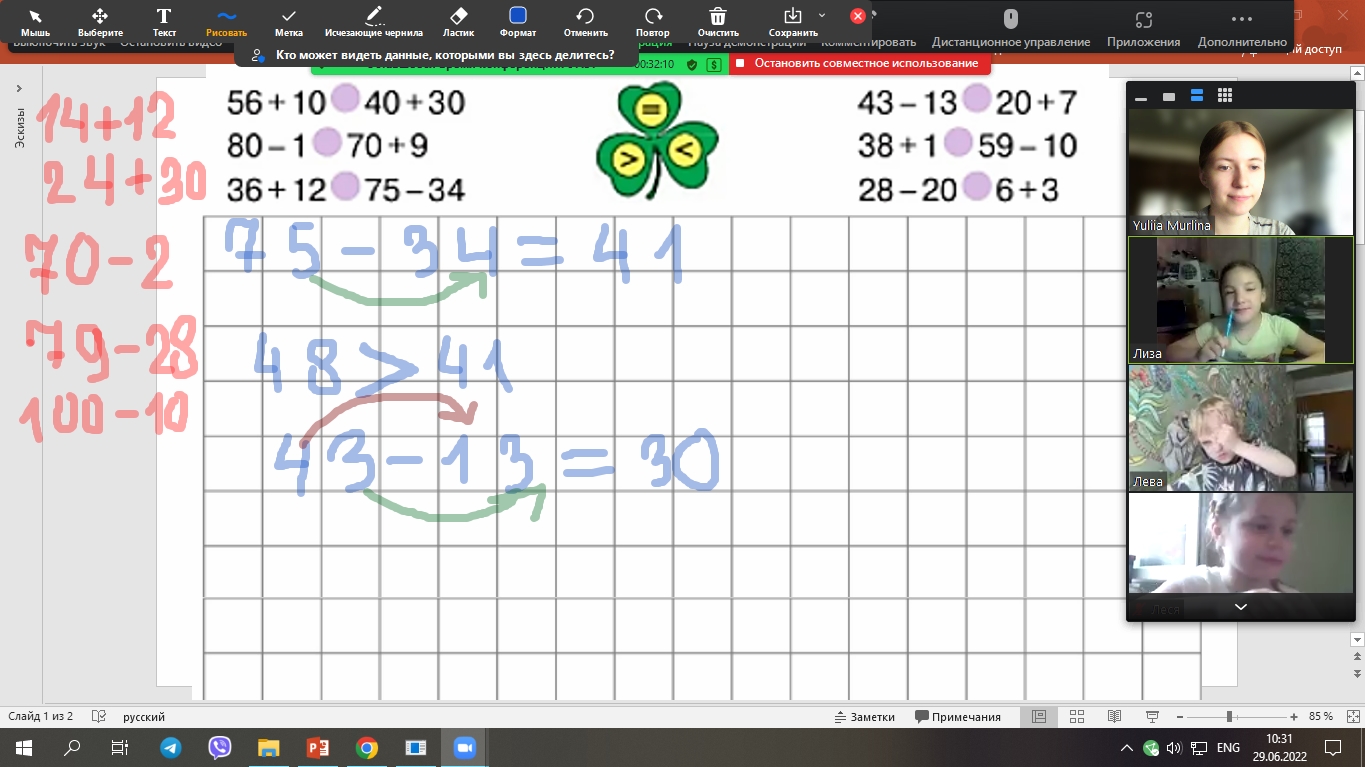 Мышь Выберите Текст Рисовать Метка Исчезающие чернила Ластик Формат Отменить Повтор Очистить Сохранить
Выключить звук Остановить видео Пауза демонстрации Комментировать Дистанционное управление Приложения Дополнительно
Кто может видеть данные, которыми вы здесь делитесь?
доступ
00:32:10 Остановить совместное использование
Эскизы
14+12
24+30
70-2
79-28
100-10
56+10 40+30
80-1 70+9
36+12 75-34
=
> <
43-13 20+7
38+1 59-10
28-20 6+3
75-34=41
48>41
43-13=30
Yuliia Murlina
Лиза
Лева
Леся
Слайд 1 из 2 русский Заметки Примечания 85 %
ENG 10:31
29.06.2022